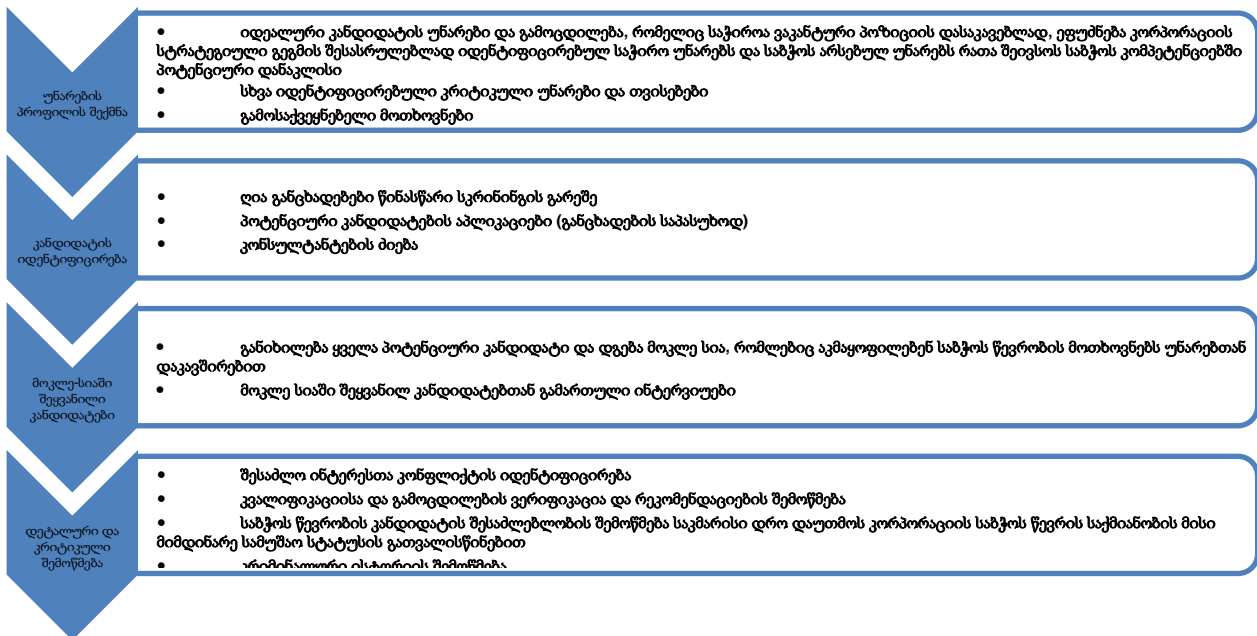 უნარების
პროფილის შექმნა
• იდეალური კანდიდატის უნარები და გამოცდილება, რომელიც საჭიროა ვაკანტური პოზიციის დასაკავებლად, ეფუძნება კორპორაციის
სტრატეგიული გეგმის შესასრულებლად იდენტიფიცირებულ საჭირო უნარებს და საბჭოს არსებულ უნარებს რათა შეივსოს საბჭოს კომპეტენციებში
პოტენციური დანაკლისი
• სხვა იდენტიფიცირებული კრიტიკული უნარები და თვისებები
• გამოსაქვეყნებელი მოთხოვნები
კანდიდატის
იდენტიფიცირება
• ღია განცხადებები წინასწარი სკრინინგის გარეშე
• პოტენციური კანდიდატების აპლიკაციები (განცხადების საპასუხოდ)
• კონსულტანტების ძიება
მოკლე-სიაში
შეყვანილი
კანდიდატები
• განიხილება ყველა პოტენციური კანდიდატი და დგება მოკლე სია, რომლებიც აკმაყოფილებენ საბჭოს წევრობის მოთხოვნებს უნარებთან
დაკავშირებით
• მოკლე სიაში შეყვანილ კანდიდატებთან გამართული ინტერვიუები
დეტალური და
კრიტიკული
შემოწმება
• შესაძლო ინტერესთა კონფლიქტის იდენტიფიცირება
• კვალიფიკაციისა და გამოცდილების ვერიფიკაცია და რეკომენდაციების შემოწმება
• საბჭოს წევრობის კანდიდატის შესაძლებლობის შემოწმება საკმარისი დრო დაუთმოს კორპორაციის საბჭოს წევრის საქმიანობის მისი
მიმდინარე სამუშაო სტატუსის გათვალისწინებით
• კრიმინალური ისტორიის შემოწმება